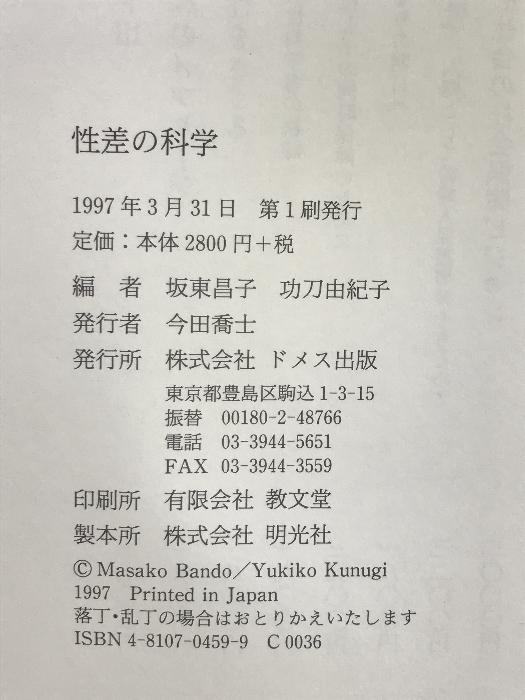 性差の科学
1997年3月31日　第1刷発行
定価：本体2800円＋税
編　者　坂東昌子　功刀由紀子
発行者　今田喬士
発行所　株式会社 ドメス出版
東京都豊島区駒込1-3-15
振替　00180-2-48766
電話　03-3944-5651
FAX　03-3944-3559
印刷所　有限会社 教文堂
製本所　株式会社 明光社
© Masako Bando／Yukiko Kunugi
1997　Printed in Japan
落丁・乱丁の場合はおとりかえいたします
ISBN 4-8107-0459-9　C 0036